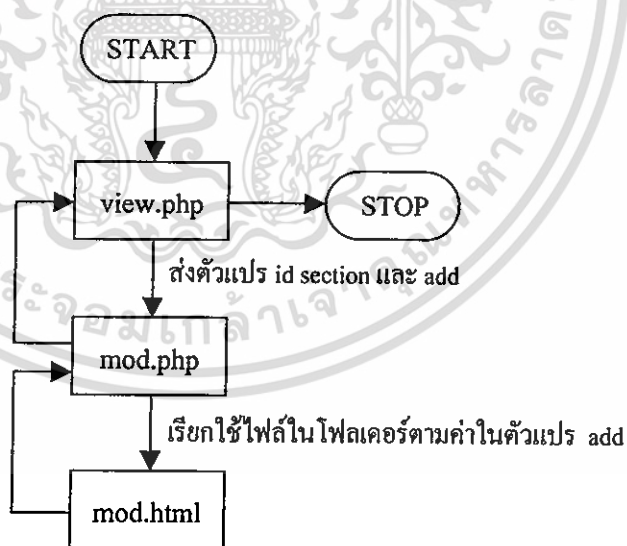 START
view.php
STOP
ส่งตัวแปร id section และ add
mod.php
เรียกใช้ไฟล์ในโฟลเดอร์ตามค่าในตัวแปร add
mod.html